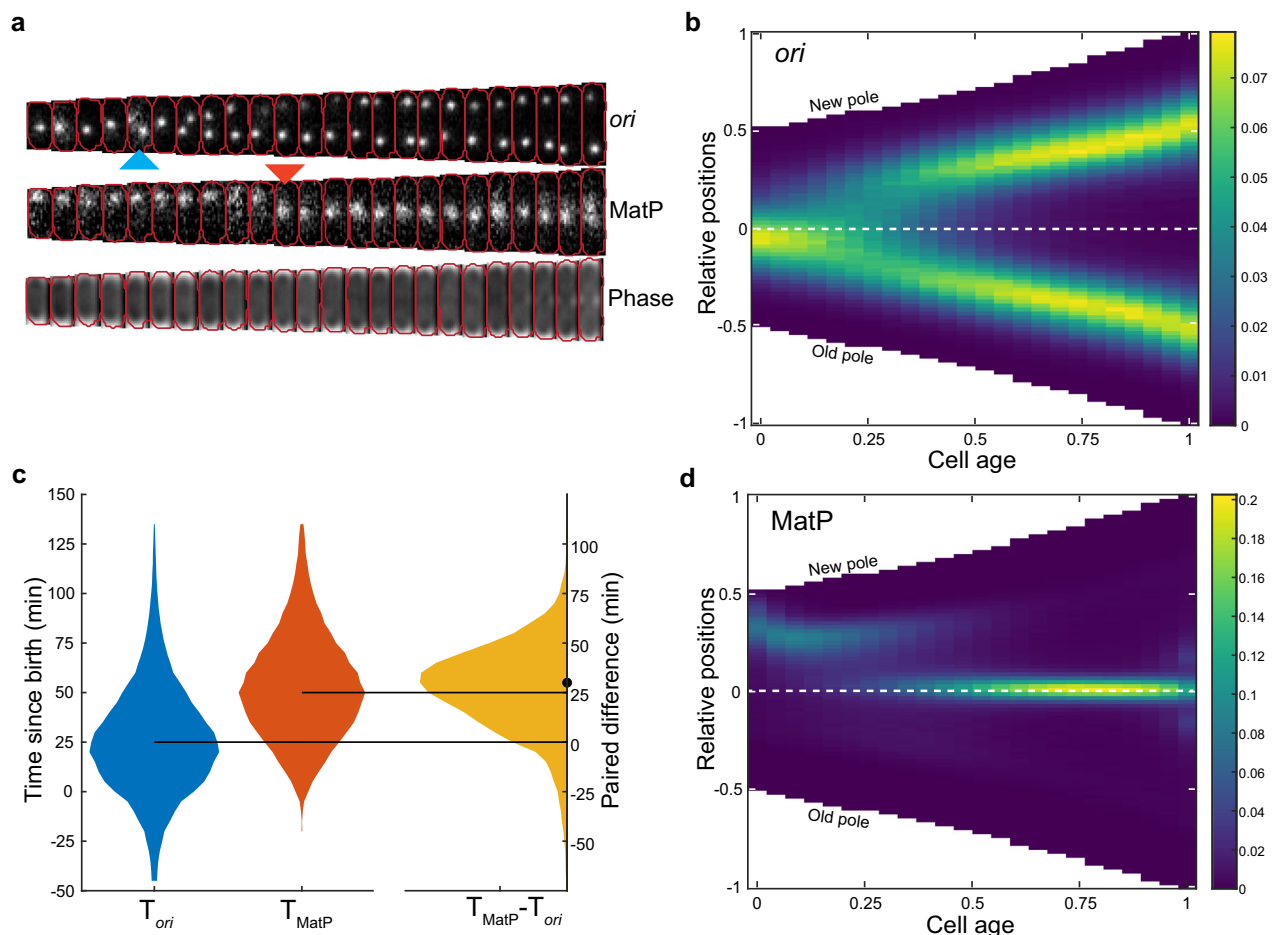 a
ori
MatP
Phase
b
ori
New pole
Old pole
Relative positions
1
0.5
0
-0.5
-1
0
0.25
0.5
0.75
1
Cell age
0.07
0.06
0.05
0.04
0.03
0.02
0.01
0
c
Time since birth (min)
150
125
100
75
50
25
0
-25
-50
100
75
50
25
0
-25
-50
Paired difference (min)
Tori
TMatP
TMatP-Tori
d
MatP
New pole
Old pole
Relative positions
1
0.5
0
-0.5
-1
0
0.25
0.5
0.75
1
Cell age
0.2
0.18
0.16
0.14
0.12
0.1
0.08
0.06
0.04
0.02
0